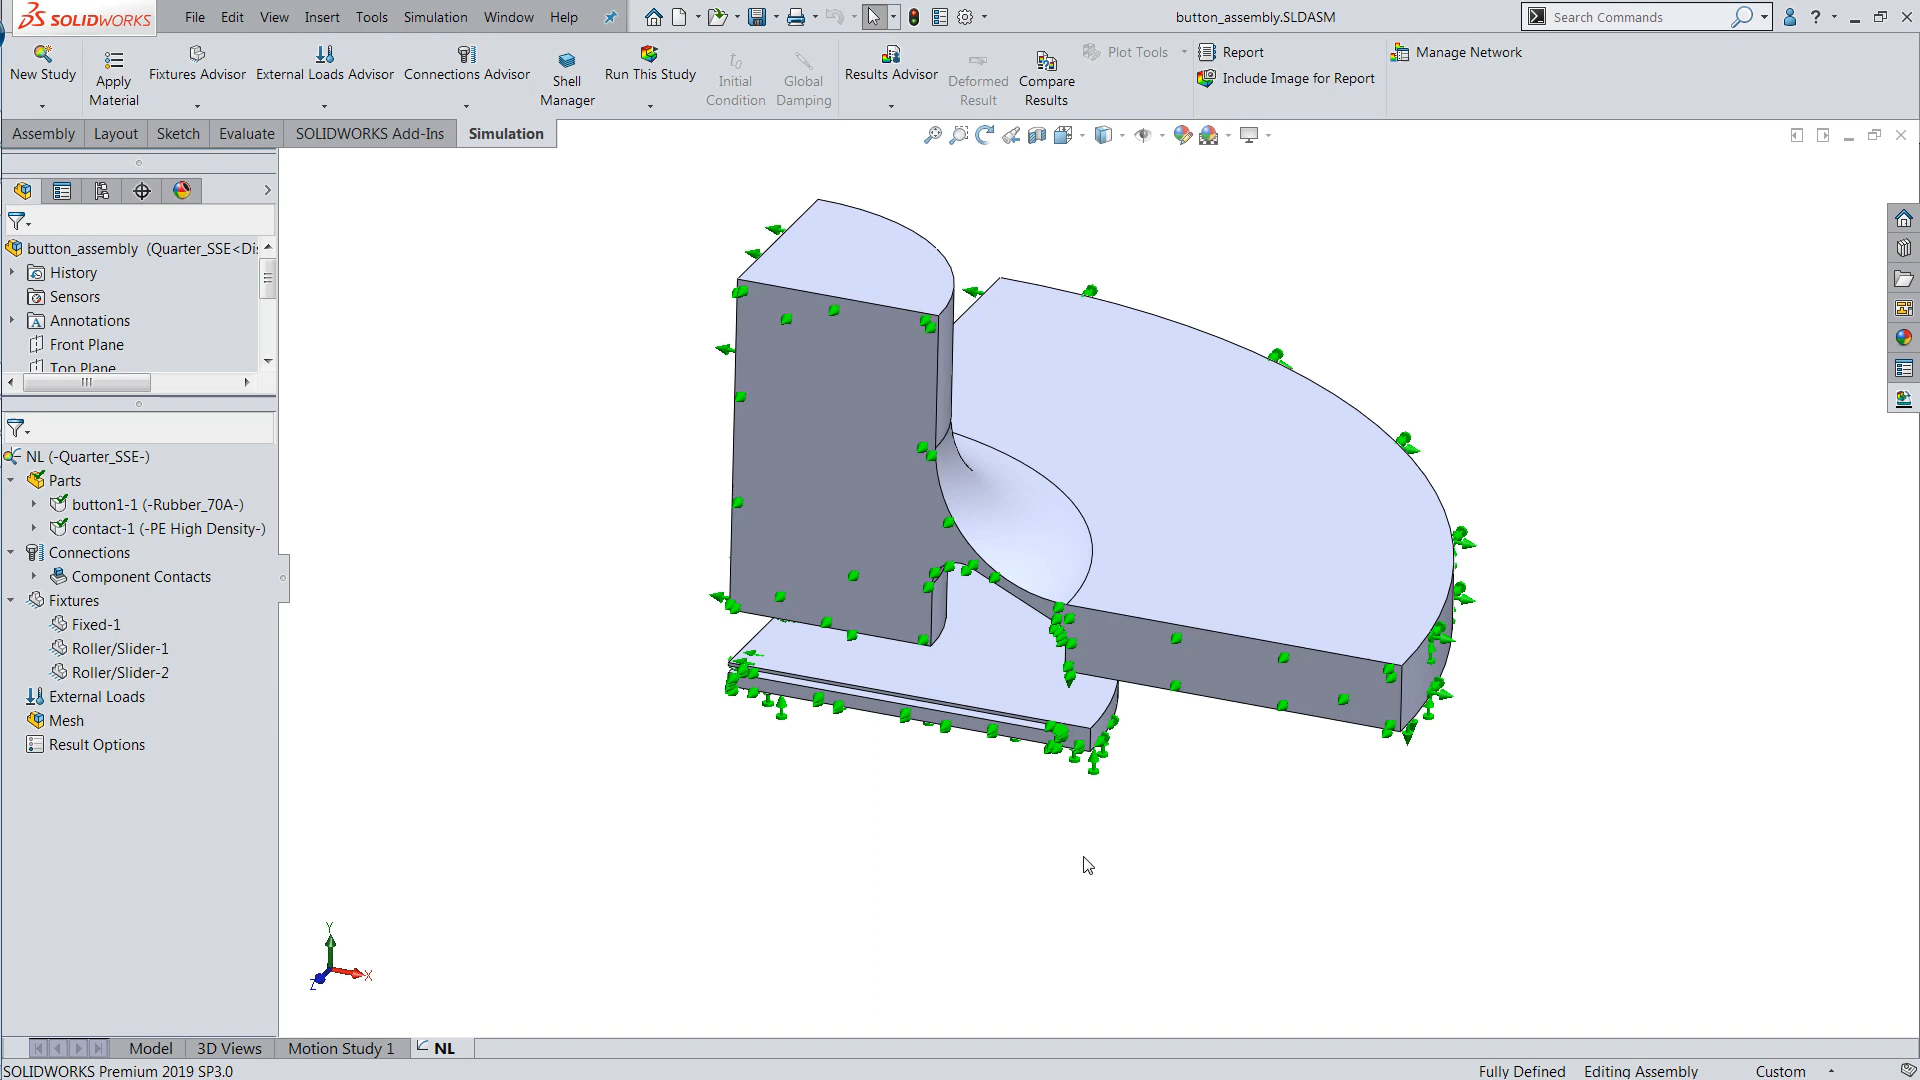 SOLIDWORKS
File Edit View Insert Tools Simulation Window Help
button_assembly.SLDASM
Search Commands
New Study
Apply Material
Fixtures Advisor
External Loads Advisor
Connections Advisor
Shell Manager
Run This Study
Initial Condition
Global Damping
Results Advisor
Deformed Result
Compare Results
Plot Tools
Report
Include Image for Report
Manage Network
Assembly Layout Sketch Evaluate SOLIDWORKS Add-Ins Simulation
button_assembly (Quarter_SSE<Di
History
Sensors
Annotations
Front Plane
Top Plane
NL (-Quarter_SSE-)
Parts
button1-1 (-Rubber_70A-)
contact-1 (-PE High Density-)
Connections
Component Contacts
Fixtures
Fixed-1
Roller/Slider-1
Roller/Slider-2
External Loads
Mesh
Result Options
Y
X
Z
Model 3D Views Motion Study 1 NL
SOLIDWORKS Premium 2019 SP3.0
Fully Defined Editing Assembly Custom